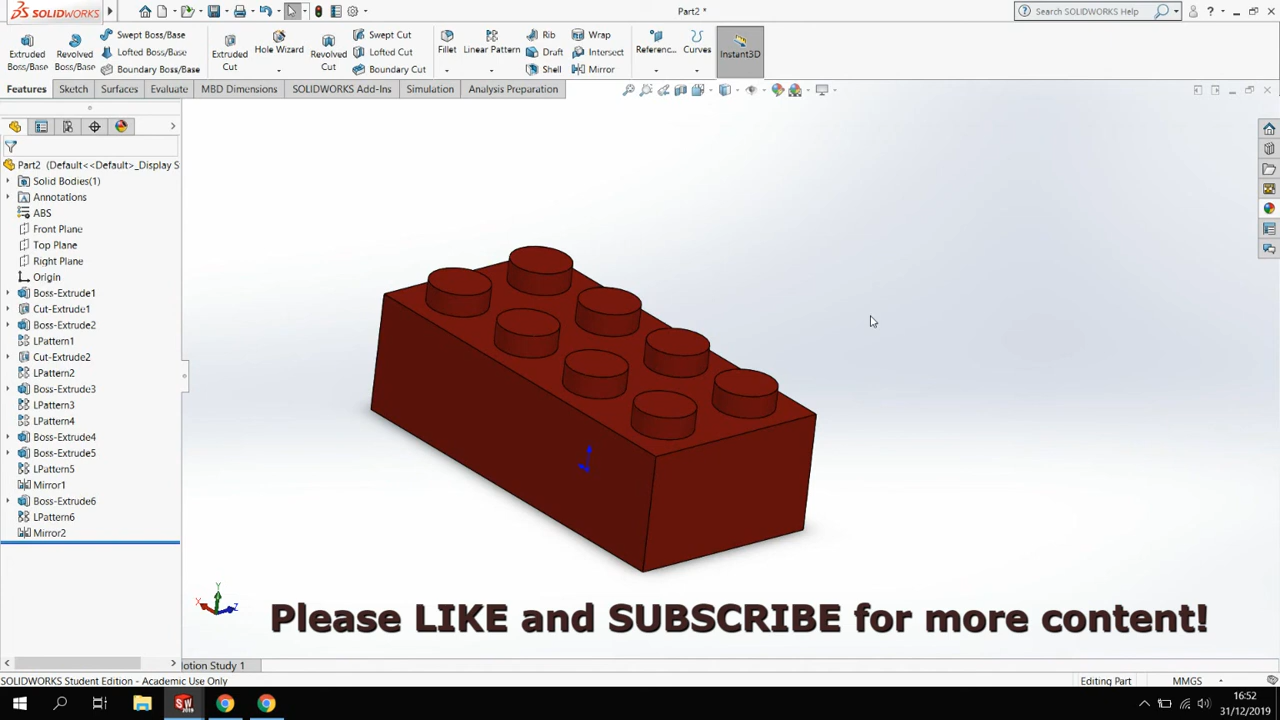 SOLIDWORKS
Part2 *
Search SOLIDWORKS Help
Extruded Boss/Base
Revolved Boss/Base
Swept Boss/Base
Lofted Boss/Base
Boundary Boss/Base
Extruded Cut
Hole Wizard
Revolved Cut
Swept Cut
Lofted Cut
Boundary Cut
Fillet
Linear Pattern
Rib
Draft
Shell
Wrap
Intersect
Mirror
Referenc...
Curves
Instant3D
Features
Sketch
Surfaces
Evaluate
MBD Dimensions
SOLIDWORKS Add-Ins
Simulation
Analysis Preparation
Part2 (Default<<Default>_Display S
Solid Bodies(1)
Annotations
ABS
Front Plane
Top Plane
Right Plane
Origin
Boss-Extrude1
Cut-Extrude1
Boss-Extrude2
LPattern1
Cut-Extrude2
LPattern2
Boss-Extrude3
LPattern3
LPattern4
Boss-Extrude4
Boss-Extrude5
LPattern5
Mirror1
Boss-Extrude6
LPattern6
Mirror2
Y
X
Z
Please LIKE and SUBSCRIBE for more content!
otion Study 1
SOLIDWORKS Student Edition - Academic Use Only
Editing Part
MMGS
SW
2019
16:52
31/12/2019